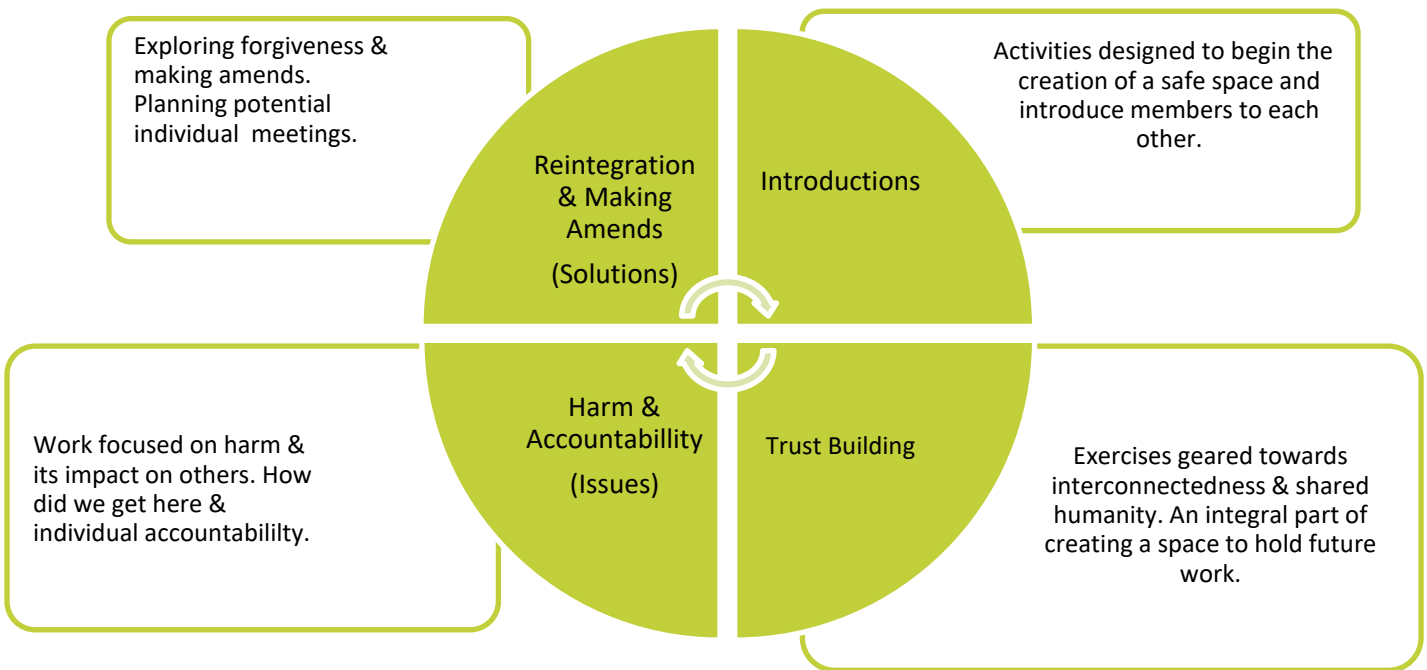 Exploring forgiveness &
making amends.
Planning potential
individual  meetings.
Reintegration
& Making
Amends
(Solutions)
Introductions
Activities designed to begin the
creation of a safe space and
introduce members to each
other.
Work focused on harm &
its impact on others. How
did we get here &
individual accountabililty.
Harm &
Accountabillity
(Issues)
Trust Building
Exercises geared towards
interconnectedness & shared
humanity. An integral part of
creating a space to hold future
work.